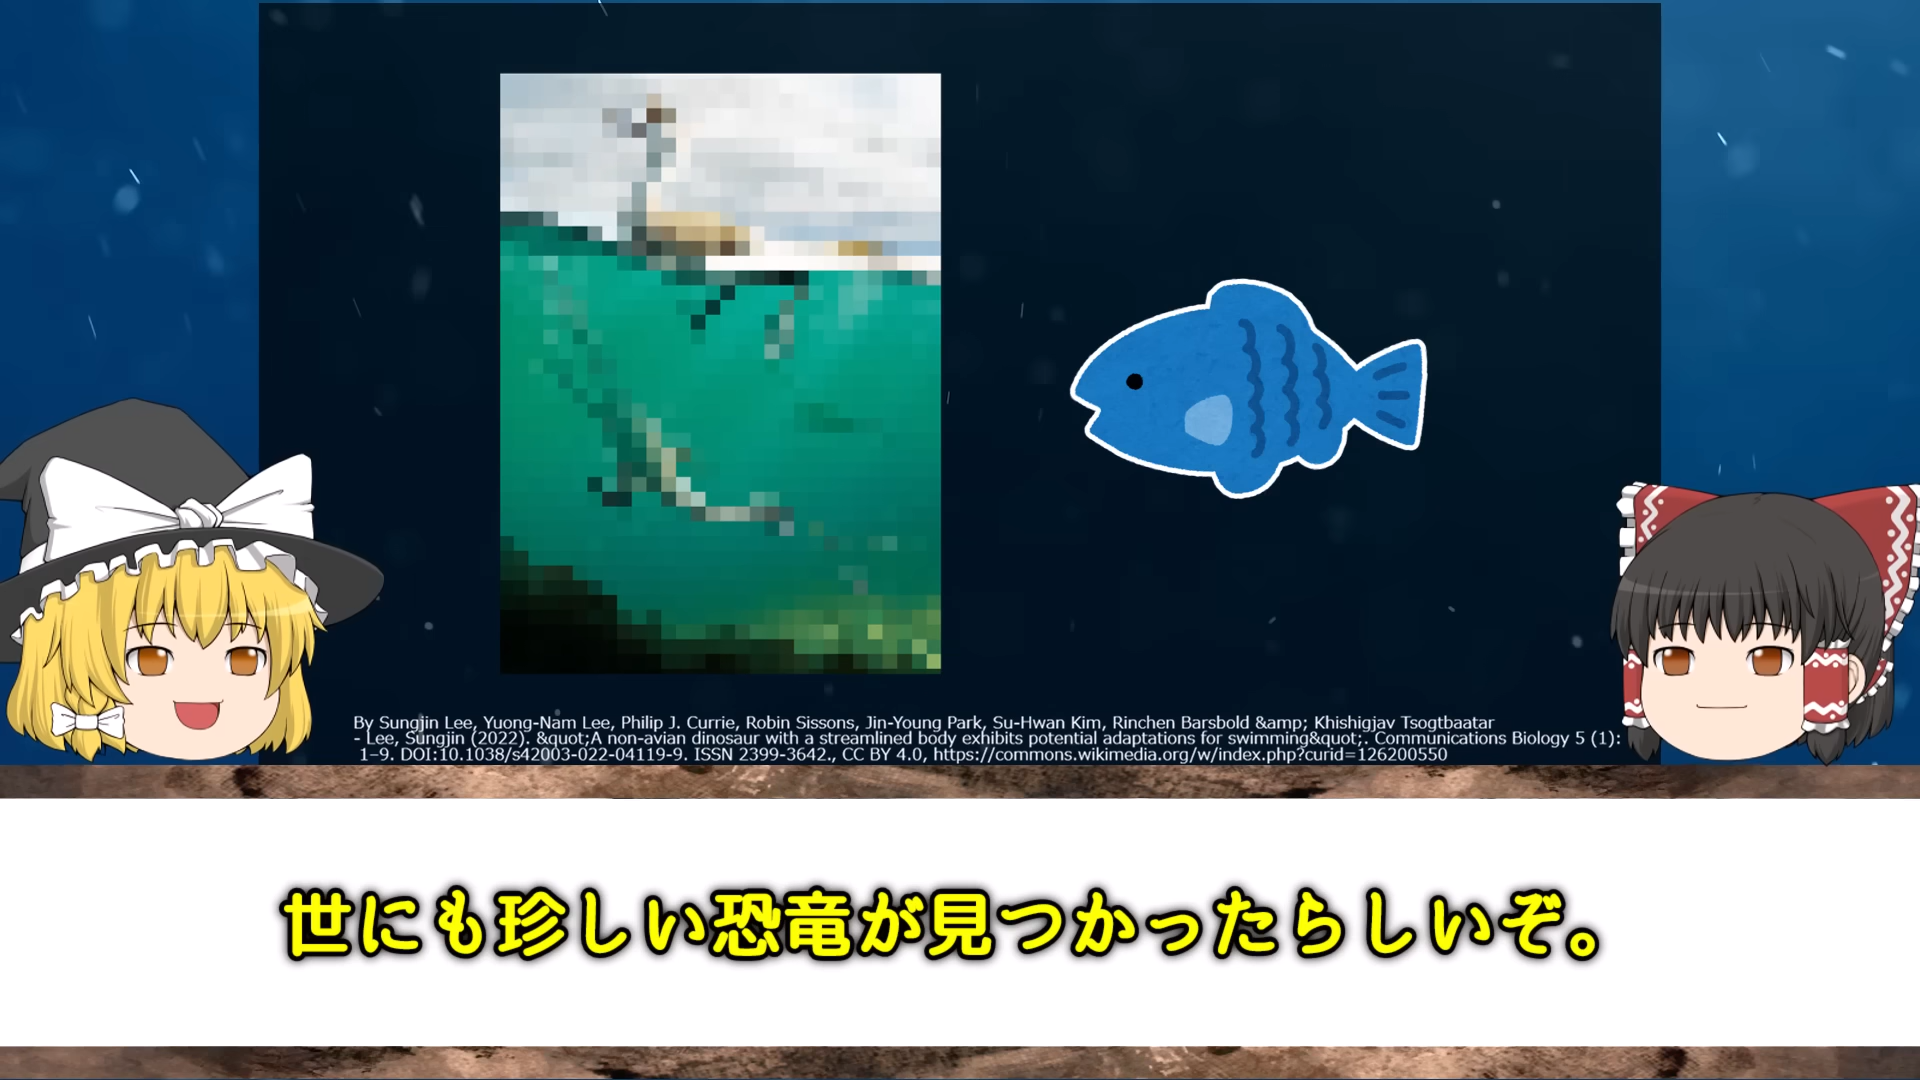 By Sungjin Lee, Yuong-Nam Lee, Philip J. Currie, Robin Sissons, Jin-Young Park, Su-Hwan Kim, Rinchen Barsbold &amp; Khishigjav Tsogtbaatar
- Lee, Sungjin (2022). &quot;A non-avian dinosaur with a streamlined body exhibits potential adaptations for swimming&quot;. Communications Biology 5 (1):
1–9. DOI:10.1038/s42003-022-04119-9. ISSN 2399-3642., CC BY 4.0, https://commons.wikimedia.org/w/index.php?curid=126200550
世にも珍しい恐竜が見つかったらしいぞ。